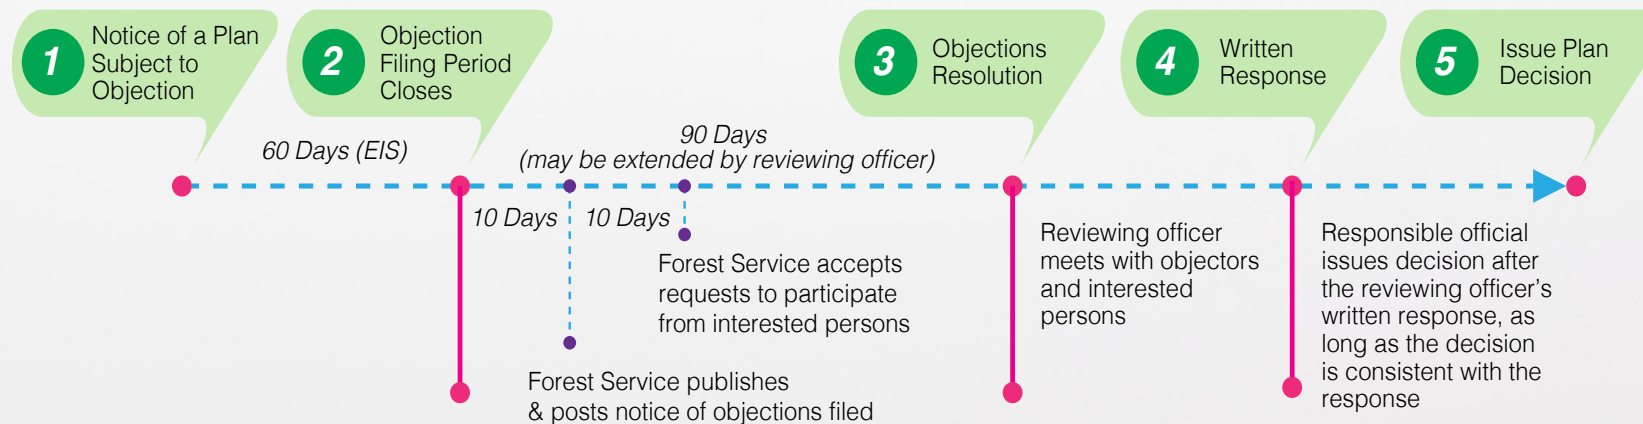 1
Notice of a Plan
Subject to
Objection
2
Objection
Filing Period
Closes
3
Objections
Resolution
4
Written
Response
5
Issue Plan
Decision
60 Days (EIS)
90 Days
(may be extended by reviewing officer)
10 Days
10 Days
Forest Service accepts
requests to participate
from interested persons
Forest Service publishes
& posts notice of objections filed
Reviewing officer
meets with objectors
and interested
persons
Responsible official
issues decision after
the reviewing officer’s
written response, as
long as the decision
is consistent with the
response